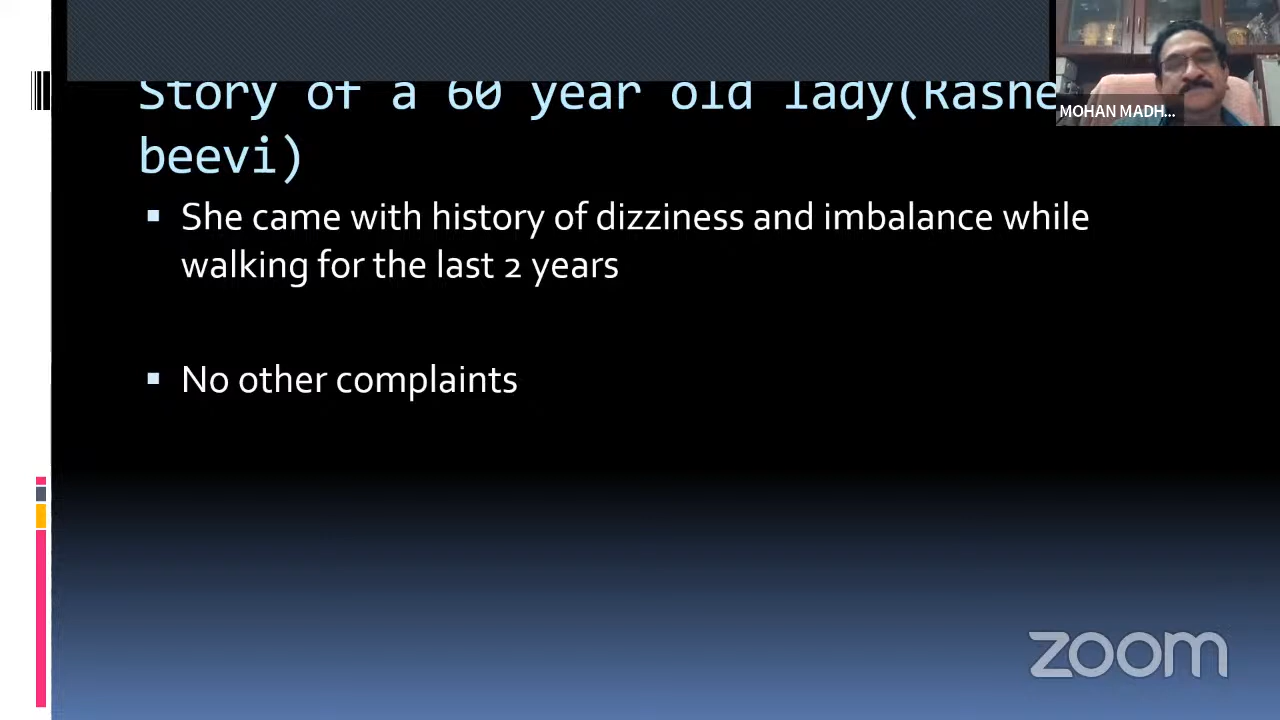 Story of a 60 year old lady(Rashe
beevi)
MOHAN MADH...
▪ She came with history of dizziness and imbalance while
walking for the last 2 years
▪ No other complaints
zoom